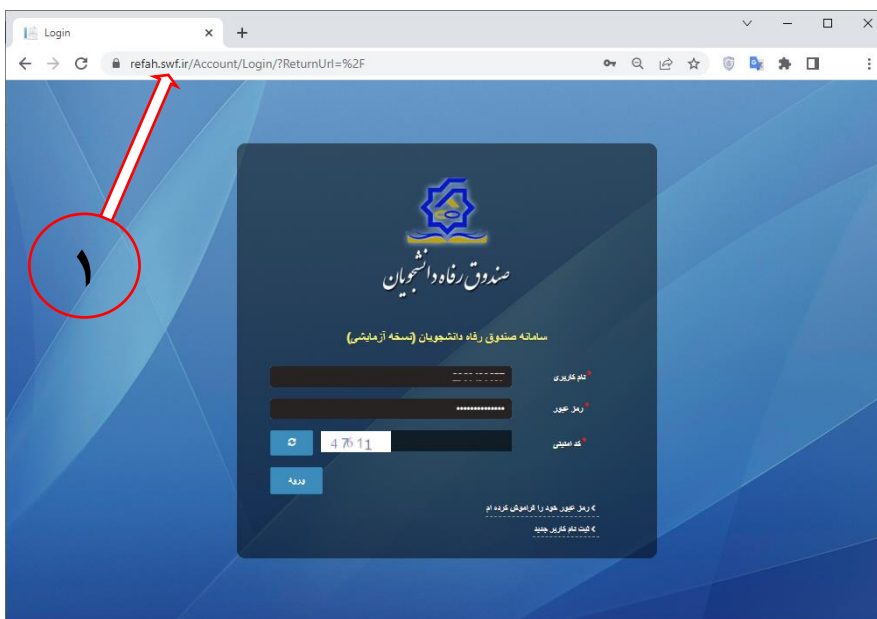 Login
refah.swf.ir/Account/Login/?ReturnUrl=%2F
۱
صندوق رفاه دانشجویان
سامانه صندوق رفاه دانشجویان (نسخه آزمایشی)
*نام کاربری
*رمز عبور
*کد امنیتی
47611
ورود
رمز عبور خود را فراموش کرده ام
ثبت نام کاربر جدید